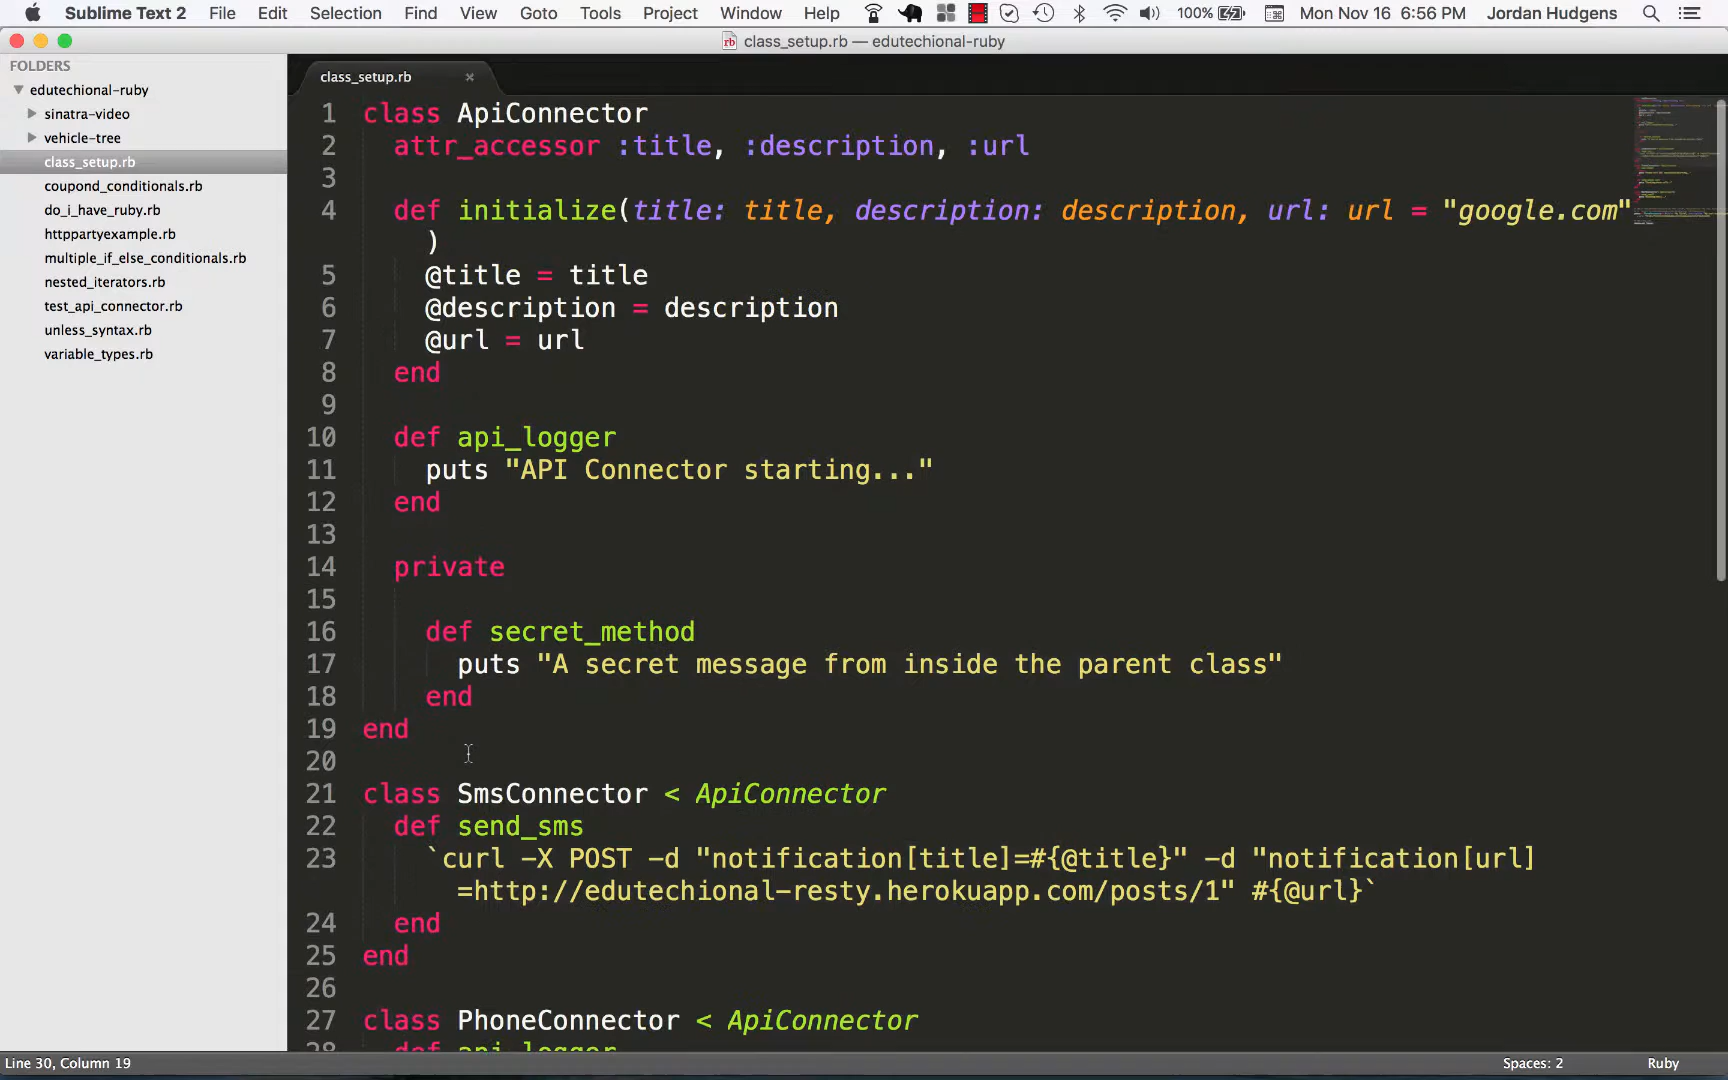 Sublime Text 2 File Edit Selection Find View Goto Tools Project Window Help 100% Mon Nov 16 6:56 PM Jordan Hudgens
rb class_setup.rb — edutechional-ruby
FOLDERS
edutechional-ruby
sinatra-video
vehicle-tree
class_setup.rb
coupond_conditionals.rb
do_i_have_ruby.rb
httppartyexample.rb
multiple_if_else_conditionals.rb
nested_iterators.rb
test_api_connector.rb
unless_syntax.rb
variable_types.rb
class_setup.rb ×
1 class ApiConnector
2 attr_accessor :title, :description, :url
3
4 def initialize(title: title, description: description, url: url = "google.com"
)
5 @title = title
6 @description = description
7 @url = url
8 end
9
10 def api_logger
11 puts "API Connector starting..."
12 end
13
14 private
15
16 def secret_method
17 puts "A secret message from inside the parent class"
18 end
19 end
20
21 class SmsConnector < ApiConnector
22 def send_sms
23 `curl -X POST -d "notification[title]=#{@title}" -d "notification[url]
=http://edutechional-resty.herokuapp.com/posts/1" #{@url}`
24 end
25 end
26
27 class PhoneConnector < ApiConnector
28 def api_logger
Line 30, Column 19 Spaces: 2 Ruby